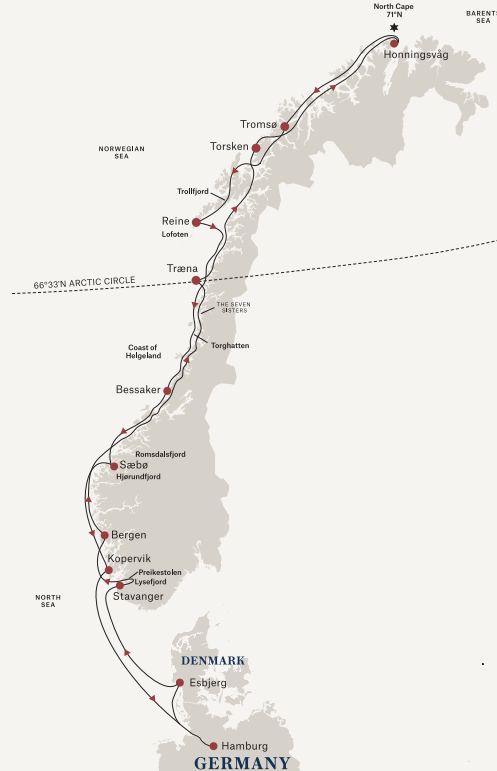 North Cape
71°N
BARENTS
SEA
Honningsvåg
Tromsø
Torsken
NORWEGIAN
SEA
Trollfjord
Reine
Lofoten
Træna
66°33'N ARCTIC CIRCLE
THE SEVEN
SISTERS
Torghatten
Coast of
Helgeland
Bessaker
Romsdalsfjord
Sæbø
Hjørundfjord
Bergen
Kopervik
Preikestolen
Lysefjord
Stavanger
NORTH
SEA
DENMARK
Esbjerg
Hamburg
GERMANY